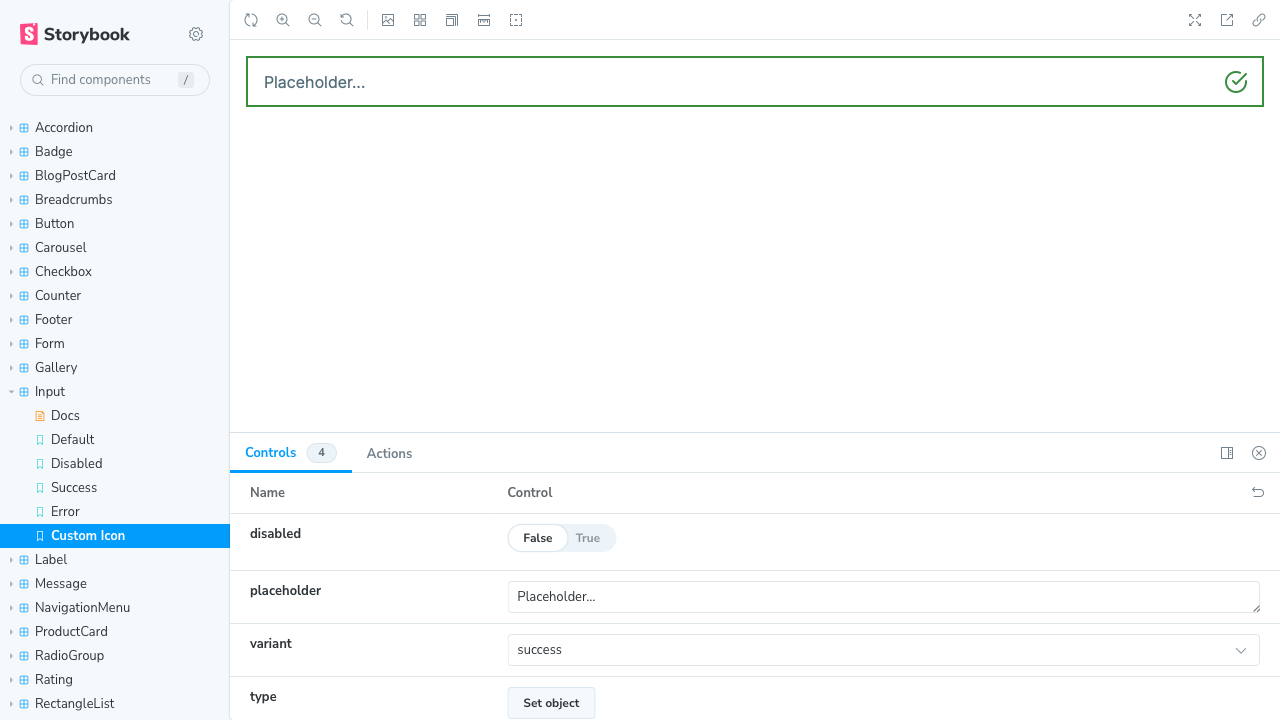 Storybook
Find components
/
Accordion
Badge
BlogPostCard
Breadcrumbs
Button
Carousel
Checkbox
Counter
Footer
Form
Gallery
Input
Docs
Default
Disabled
Success
Error
Custom Icon
Label
Message
NavigationMenu
ProductCard
RadioGroup
Rating
RectangleList
Placeholder...
Controls 4 Actions
Name Control
disabled False True
placeholder Placeholder...
variant success
type Set object